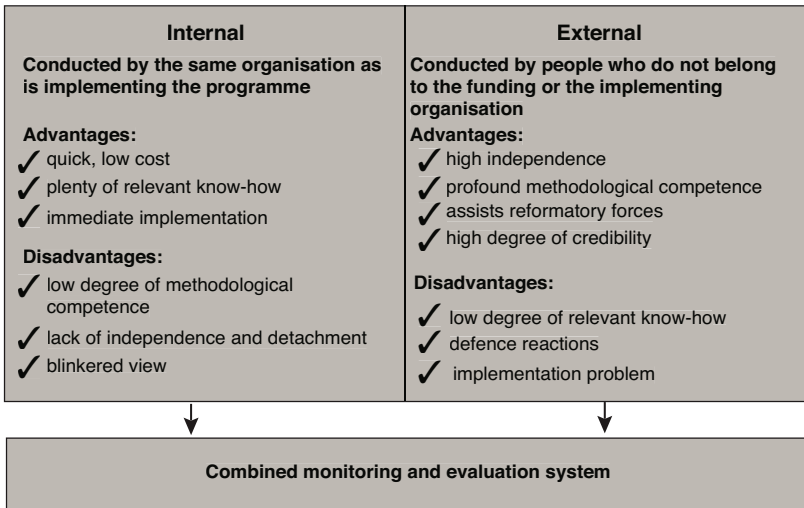 Internal
Conducted by the same organisation as
is implementing the programme
Advantages:
✓ quick, low cost
✓ plenty of relevant know-how
✓ immediate implementation
Disadvantages:
✓ low degree of methodological
competence
✓ lack of independence and detachment
✓ blinkered view
External
Conducted by people who do not belong
to the funding or the implementing
organisation
Advantages:
✓ high independence
✓ profound methodological competence
✓ assists reformatory forces
✓ high degree of credibility
Disadvantages:
✓ low degree of relevant know-how
✓ defence reactions
✓ implementation problem
Combined monitoring and evaluation system